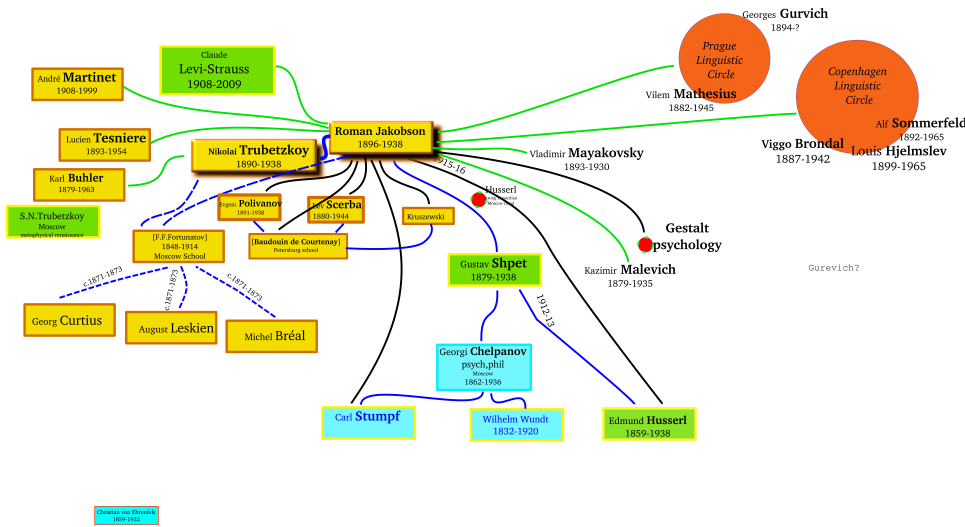 Georges Gurvich
1894-?
Claude
Levi-Strauss
1908-2009
Prague
Linguistic
Circle
André Martinet
1908-1999
Copenhagen
Linguistic
Circle
Vilem Mathesius
1882-1945
Alf Sommerfeld
1892-1965
Roman Jakobson
1896-1938
Lucien Tesniere
1893-1954
Nikolai Trubetzkoy
1890-1938
Viggo Brondal
1887-1942
Louis Hjelmslev
1899-1965
Vladimir Mayakovsky
1893-1930
1915-16
Karl Buhler
1879-1963
Husserl
Evgeni Polivanov
1891-1938
Scerba
1880-1944
Kruszewski
S.N.Trubetzkoy
Moscow
metaphysical renaissance
[F.F.Fortunatov]
1848-1914
Moscow School
[Baudouin de Courtenay]
Petersburg school
Gestalt
psychology
Gustav Shpet
1879-1938
Kazimir Malevich
1879-1935
Gurevich?
c.1871-1873
c.1871-1873
c.1871-1873
1912-13
Georg Curtius
August Leskien
Michel Bréal
Georgi Chelpanov
psych,phil
Moscow
1862-1936
Carl Stumpf
Wilhelm Wundt
1832-1920
Edmund Husserl
1859-1938
Christian von Ehrenfels
1859-1932